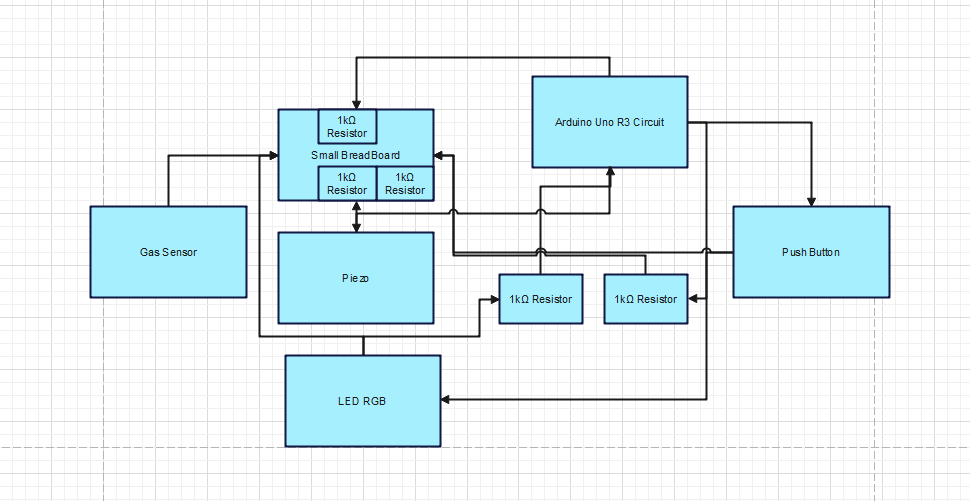 1kΩ
Resistor
Arduino Uno R3 Circuit
Small BreadBoard
1kΩ
Resistor
1kΩ
Resistor
Gas Sensor
Push Button
Piezo
1kΩ Resistor
1kΩ Resistor
LED RGB